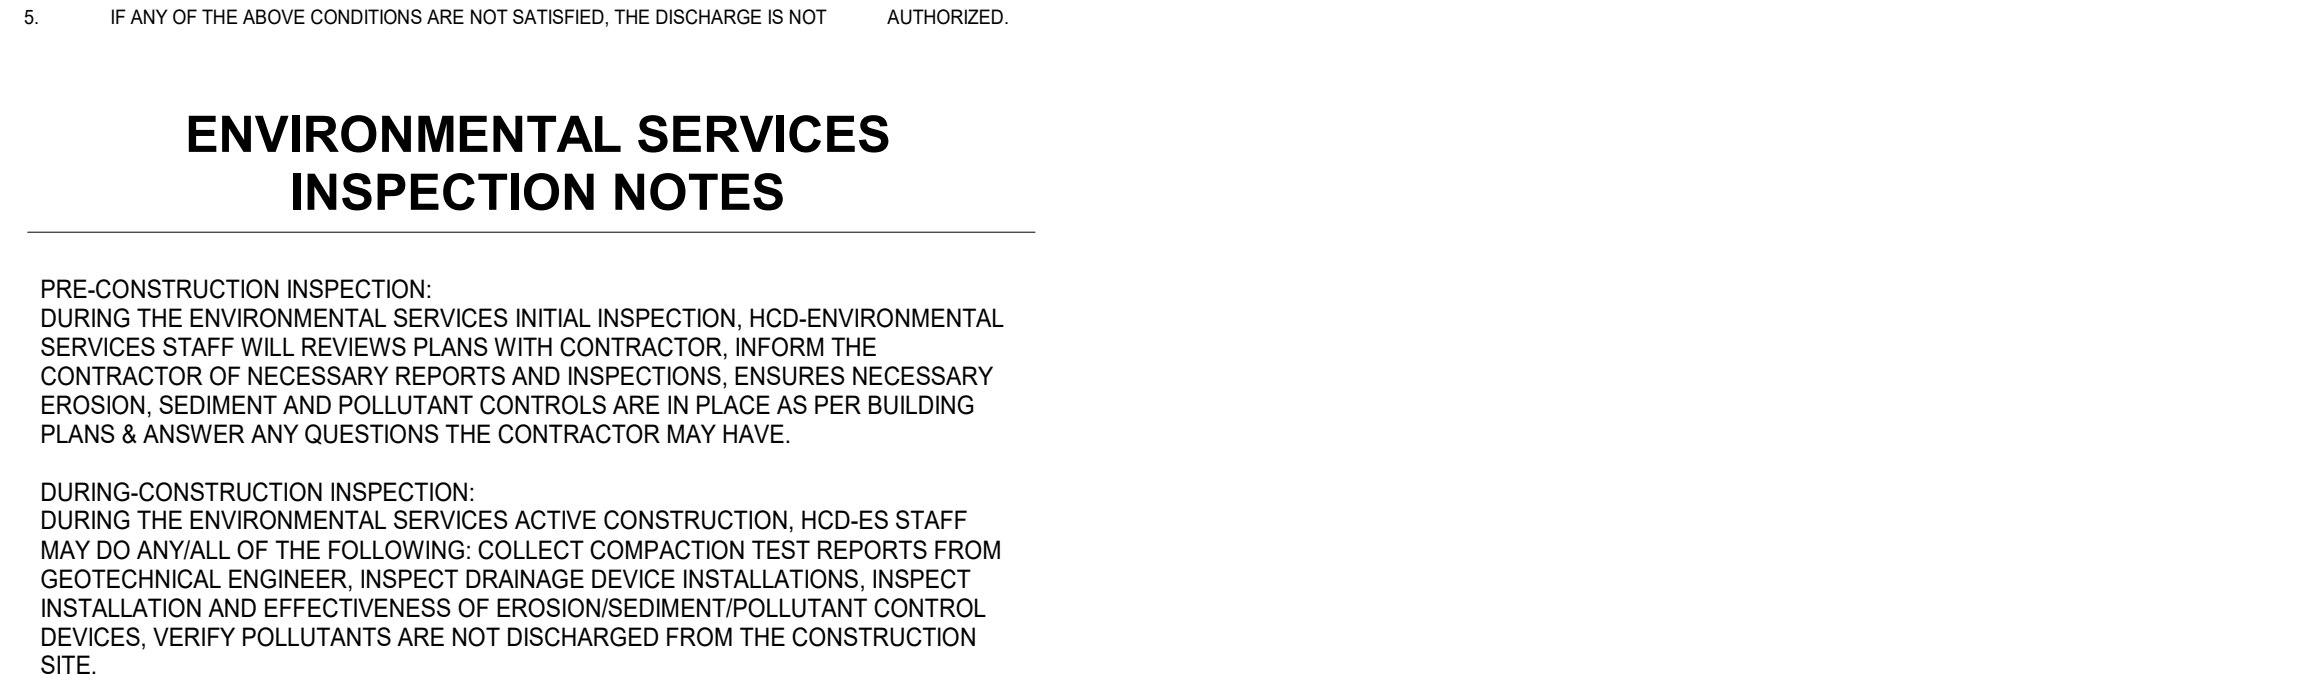 5. IF ANY OF THE ABOVE CONDITIONS ARE NOT SATISFIED, THE DISCHARGE IS NOT AUTHORIZED.
ENVIRONMENTAL SERVICES
INSPECTION NOTES
PRE-CONSTRUCTION INSPECTION:
DURING THE ENVIRONMENTAL SERVICES INITIAL INSPECTION, HCD-ENVIRONMENTAL
SERVICES STAFF WILL REVIEWS PLANS WITH CONTRACTOR, INFORM THE
CONTRACTOR OF NECESSARY REPORTS AND INSPECTIONS, ENSURES NECESSARY
EROSION, SEDIMENT AND POLLUTANT CONTROLS ARE IN PLACE AS PER BUILDING
PLANS & ANSWER ANY QUESTIONS THE CONTRACTOR MAY HAVE.
DURING-CONSTRUCTION INSPECTION:
DURING THE ENVIRONMENTAL SERVICES ACTIVE CONSTRUCTION, HCD-ES STAFF
MAY DO ANY/ALL OF THE FOLLOWING: COLLECT COMPACTION TEST REPORTS FROM
GEOTECHNICAL ENGINEER, INSPECT DRAINAGE DEVICE INSTALLATIONS, INSPECT
INSTALLATION AND EFFECTIVENESS OF EROSION/SEDIMENT/POLLUTANT CONTROL
DEVICES, VERIFY POLLUTANTS ARE NOT DISCHARGED FROM THE CONSTRUCTION
SITE.